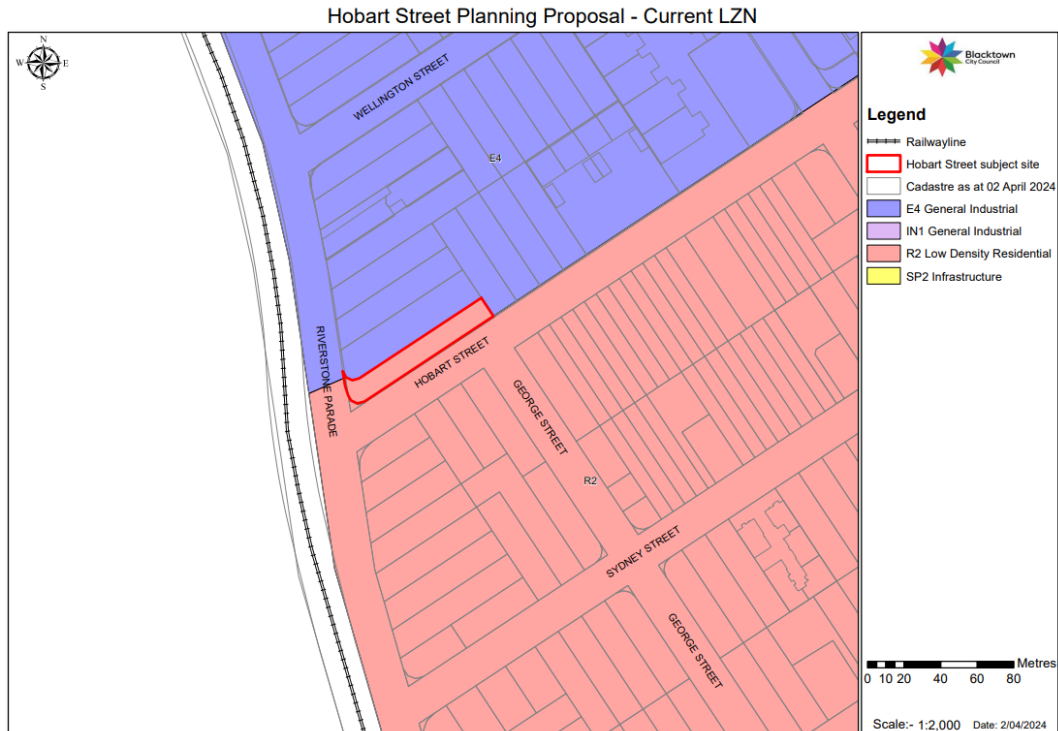 Hobart Street Planning Proposal - Current LZN
N
W
E
S
WELLINGTON STREET
E4
RIVERSTONE PARADE
HOBART STREET
GEORGE STREET
R2
SYDNEY STREET
GEORGE STREET
Blacktown
City Council
Legend
Railwayline
Hobart Street subject site
Cadastre as at 02 April 2024
E4 General Industrial
IN1 General Industrial
R2 Low Density Residential
SP2 Infrastructure
Metres
0 10 20 40 60 80
Scale:- 1:2,000 Date: 2/04/2024